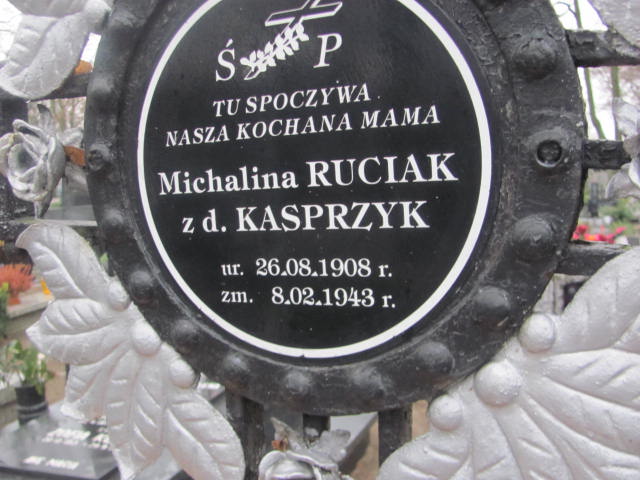 Ś P
TU SPOCZYWA
NASZA KOCHANA MAMA
Michalina RUCIAK
z d. KASPRZYK
ur. 26.08.1908 r.
zm. 8.02.1943 r.